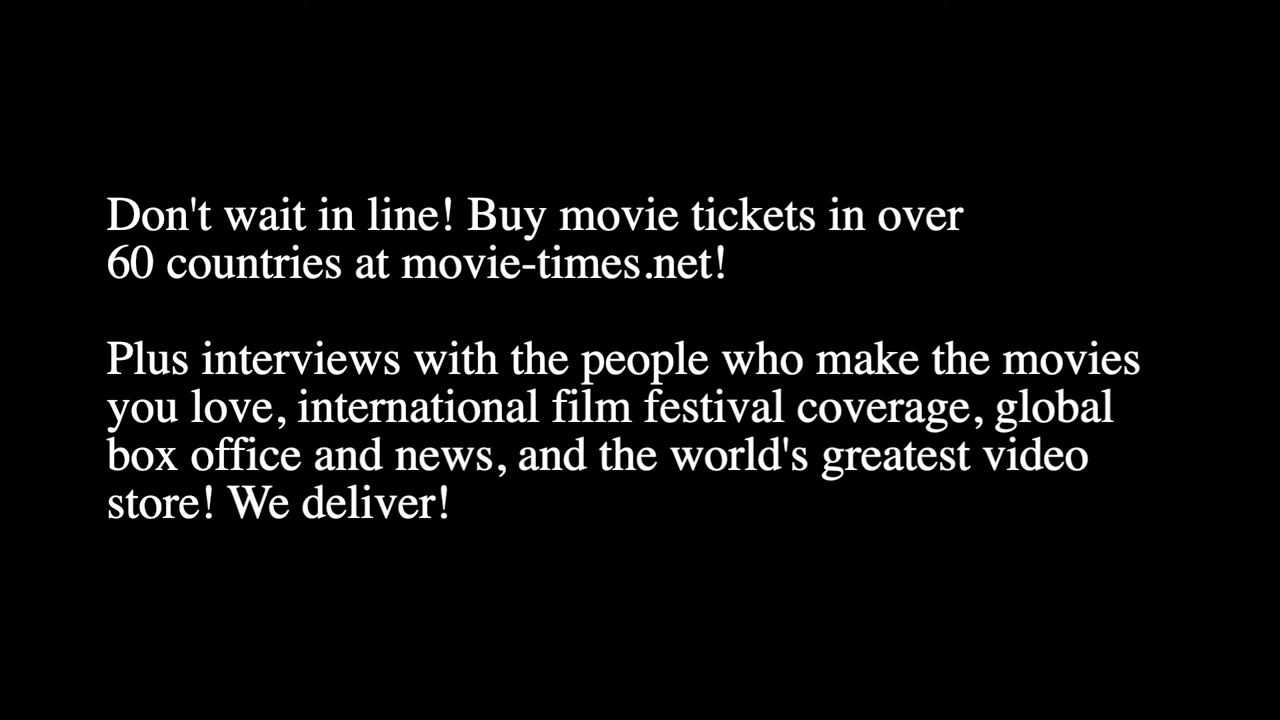 Don't wait in line! Buy movie tickets in over
60 countries at movie-times.net!
Plus interviews with the people who make the movies
you love, international film festival coverage, global
box office and news, and the world's greatest video
store! We deliver!